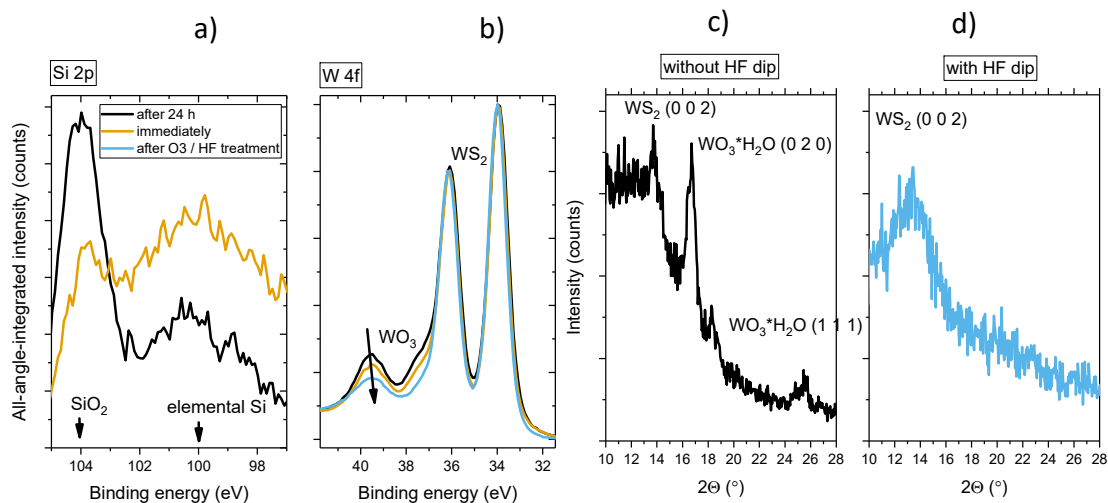 a)
b)
c)
d)
Si 2p
W 4f
without HF dip
with HF dip
after 24 h
immediately
after O3 / HF treatment
SiO₂
elemental Si
WO₃
WS₂
WS₂ (0 0 2)
WO₃*H₂O (0 2 0)
WO₃*H₂O (1 1 1)
WS₂ (0 0 2)
All-angle-integrated intensity (counts)
Intensity (counts)
104 102 100 98
40 38 36 34 32
10 12 14 16 18 20 22 24 26 28
10 12 14 16 18 20 22 24 26 28
Binding energy (eV)
Binding energy (eV)
2Θ (°)
2Θ (°)